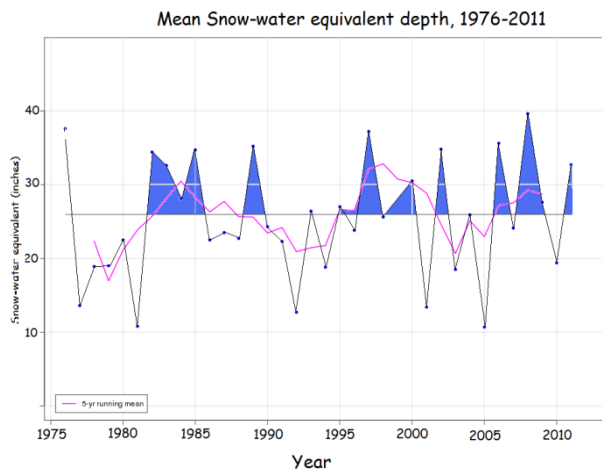 Mean Snow-water equivalent depth, 1976-2011
Snow-water equivalent (inches)
40
30
20
10
5-yr running mean
1975 1980 1985 1990 1995 2000 2005 2010
Year